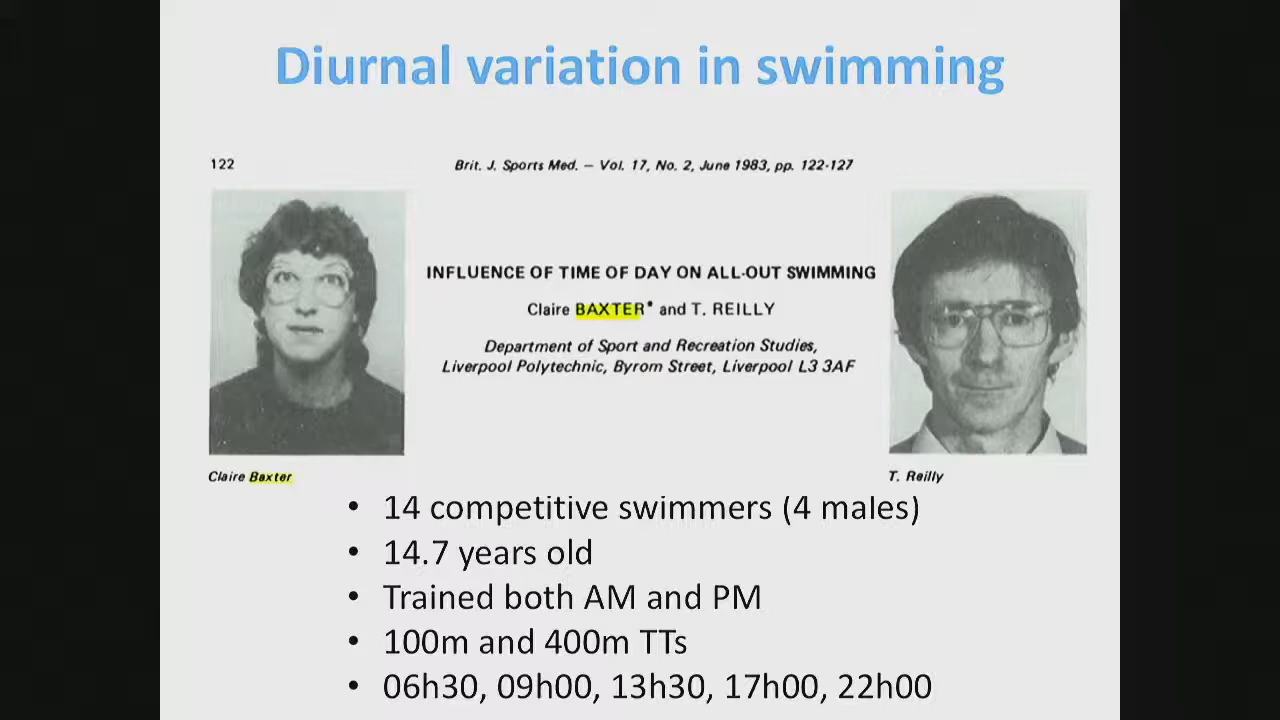 Diurnal variation in swimming
122
Brit. J. Sports Med. — Vol. 17, No. 2, June 1983, pp. 122-127
INFLUENCE OF TIME OF DAY ON ALL-OUT SWIMMING
Claire BAXTER* and T. REILLY
Department of Sport and Recreation Studies,
Liverpool Polytechnic, Byrom Street, Liverpool L3 3AF
Claire Baxter
T. Reilly
• 14 competitive swimmers (4 males)
• 14.7 years old
• Trained both AM and PM
• 100m and 400m TTs
• 06h30, 09h00, 13h30, 17h00, 22h00